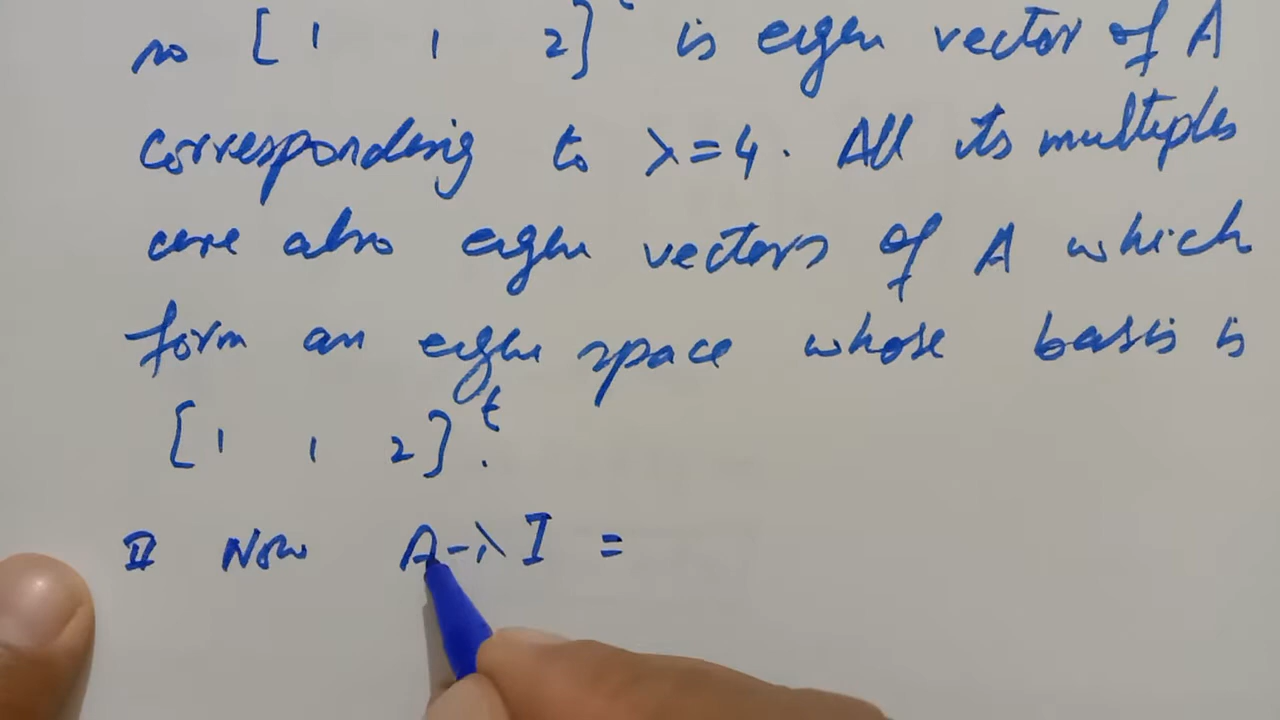 so [ 1 1 2 ]ᵗ is eigen vector of A
corresponding to λ=4. All its multiples
are also eigen vectors of A which
form an eigen space whose basis is
[ 1 1 2 ]ᵗ.
II Now A-λ I =